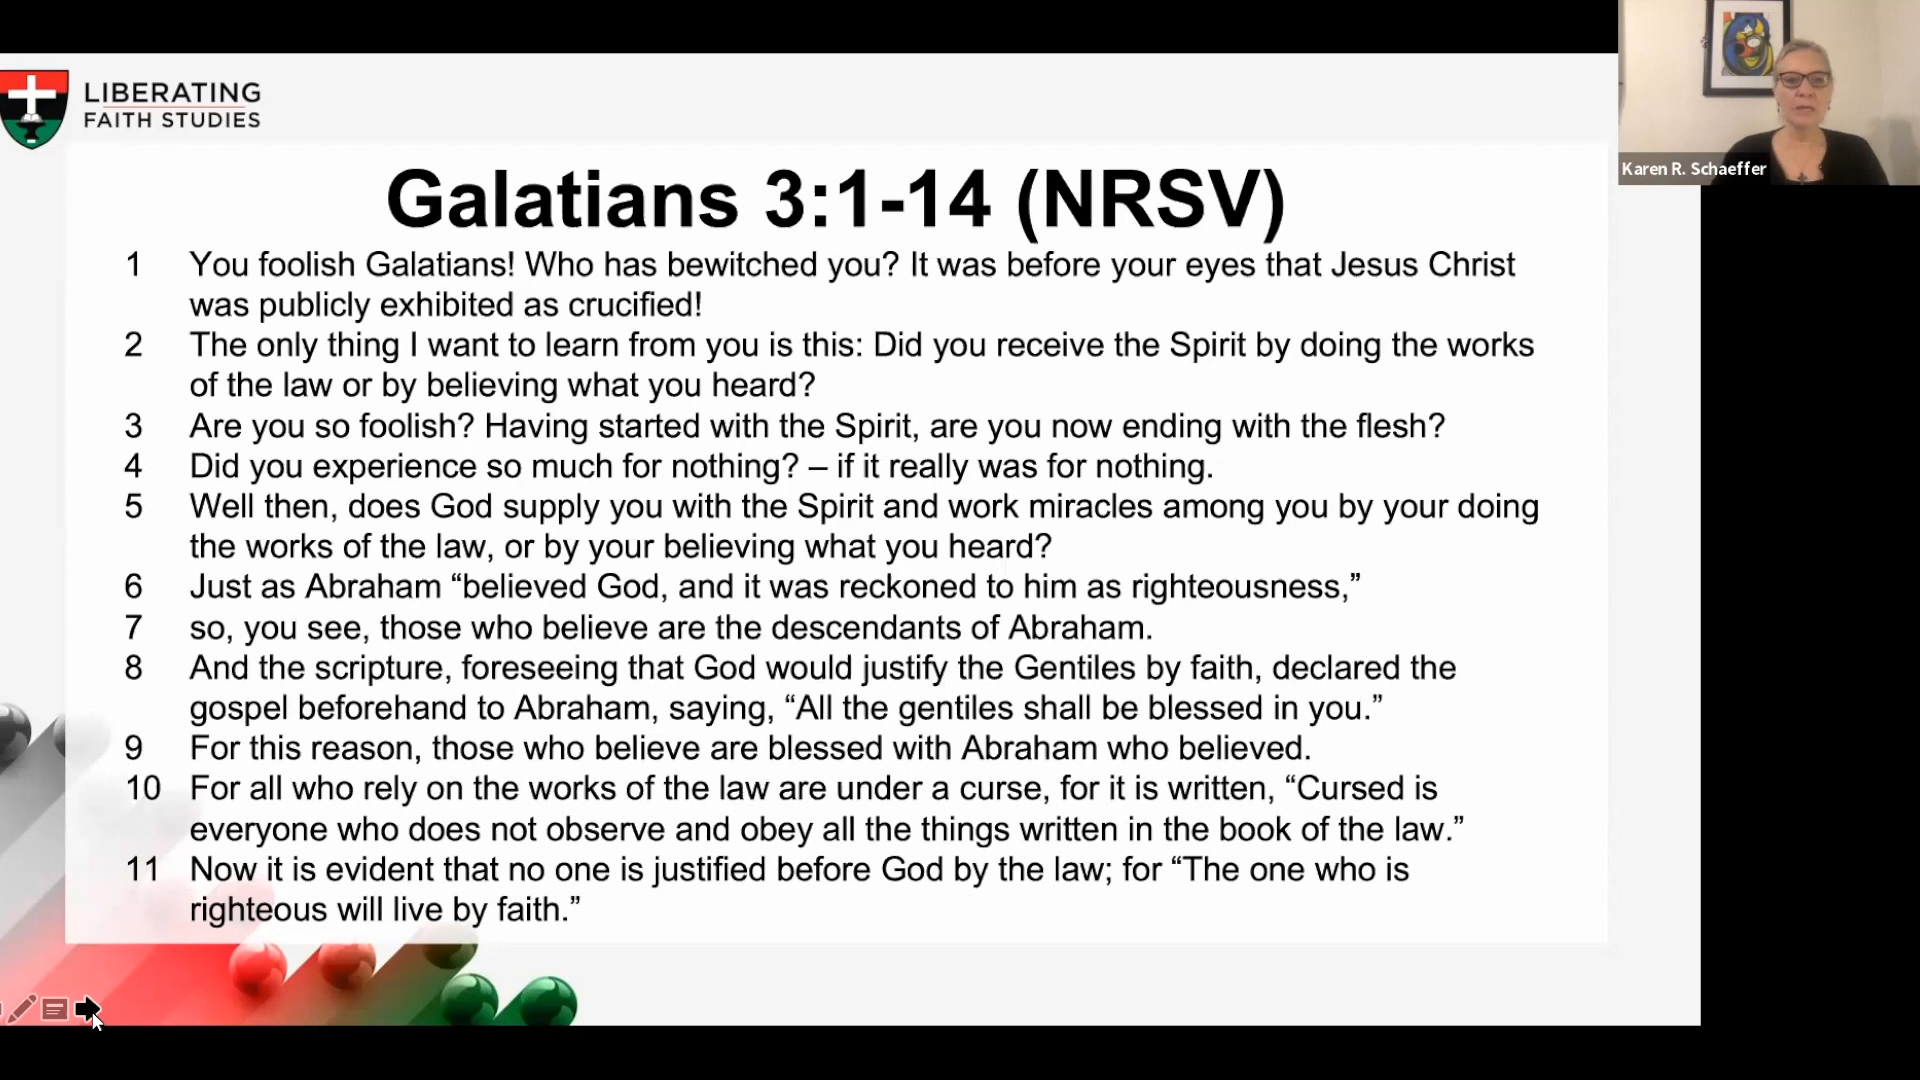 LIBERATING
FAITH STUDIES
Karen R. Schaeffer
Galatians 3:1-14 (NRSV)
1 You foolish Galatians! Who has bewitched you? It was before your eyes that Jesus Christ
was publicly exhibited as crucified!
2 The only thing I want to learn from you is this: Did you receive the Spirit by doing the works
of the law or by believing what you heard?
3 Are you so foolish? Having started with the Spirit, are you now ending with the flesh?
4 Did you experience so much for nothing? – if it really was for nothing.
5 Well then, does God supply you with the Spirit and work miracles among you by your doing
the works of the law, or by your believing what you heard?
6 Just as Abraham “believed God, and it was reckoned to him as righteousness,”
7 so, you see, those who believe are the descendants of Abraham.
8 And the scripture, foreseeing that God would justify the Gentiles by faith, declared the
gospel beforehand to Abraham, saying, “All the gentiles shall be blessed in you.”
9 For this reason, those who believe are blessed with Abraham who believed.
10 For all who rely on the works of the law are under a curse, for it is written, “Cursed is
everyone who does not observe and obey all the things written in the book of the law.”
11 Now it is evident that no one is justified before God by the law; for “The one who is
righteous will live by faith.”